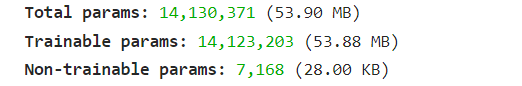 Total params: 14,130,371 (53.90 MB)
Trainable params: 14,123,203 (53.88 MB)
Non-trainable params: 7,168 (28.00 KB)